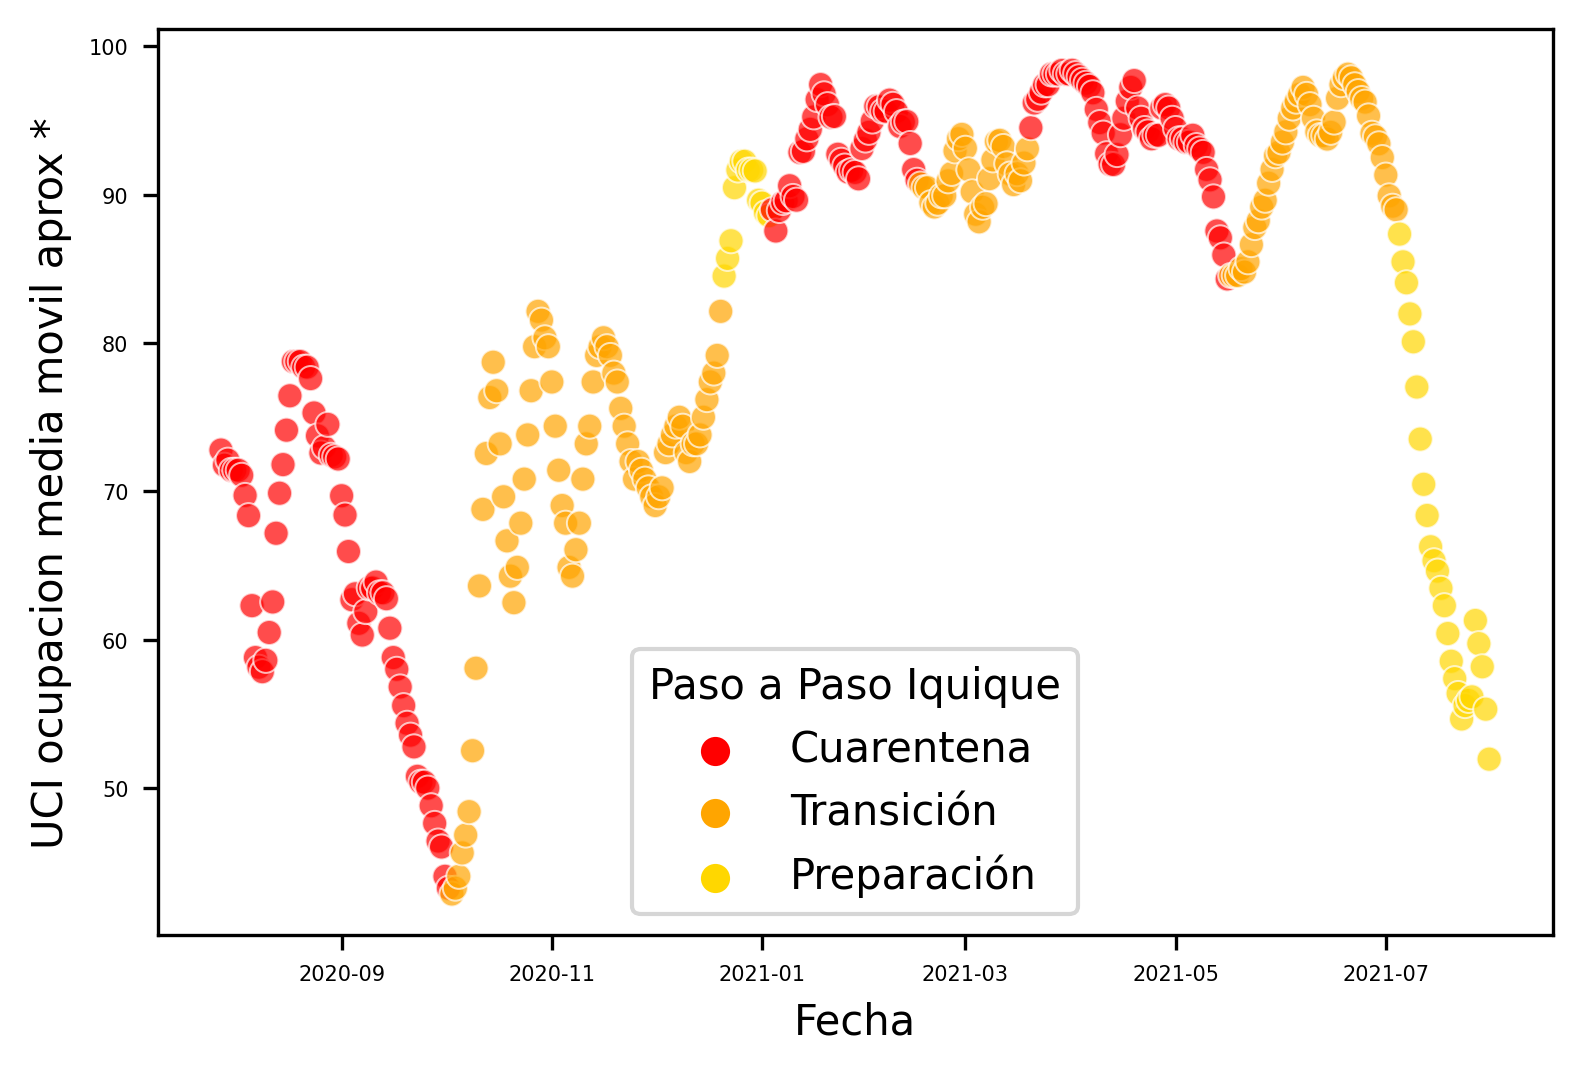 100
90
80
70
60
50
UCI ocupacion media movil aprox *
Paso a Paso Iquique
Cuarentena
Transición
Preparación
2020-09
2020-11
2021-01
2021-03
2021-05
2021-07
Fecha